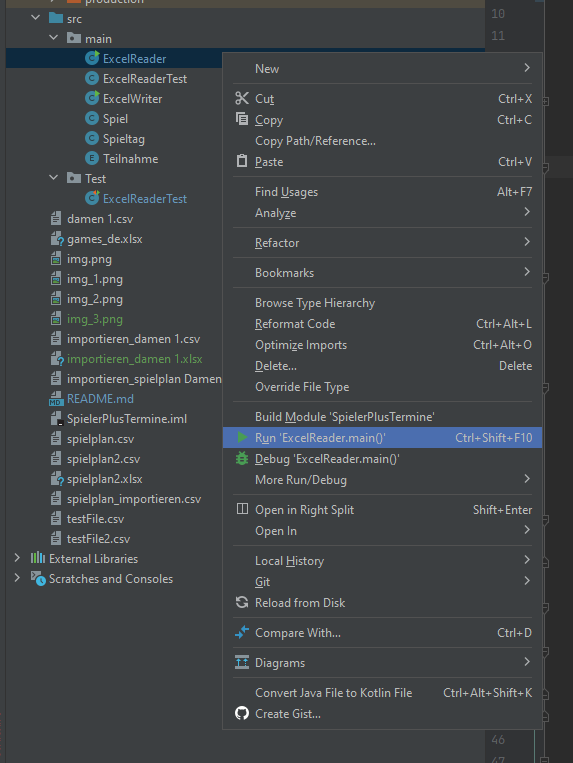 production
src
main
ExcelReader
ExcelReaderTest
ExcelWriter
Spiel
Spieltag
Teilnahme
Test
ExcelReaderTest
damen 1.csv
games_de.xlsx
img.png
img_1.png
img_2.png
img_3.png
importieren_damen 1.csv
importieren_damen 1.xlsx
importieren_spielplan Damen
README.md
SpielerPlusTermine.iml
spielplan.csv
spielplan2.csv
spielplan2.xlsx
spielplan_importieren.csv
testFile.csv
testFile2.csv
External Libraries
Scratches and Consoles
New
Cut Ctrl+X
Copy Ctrl+C
Copy Path/Reference...
Paste Ctrl+V
Find Usages Alt+F7
Analyze
Refactor
Bookmarks
Browse Type Hierarchy
Reformat Code Ctrl+Alt+L
Optimize Imports Ctrl+Alt+O
Delete... Delete
Override File Type
Build Module 'SpielerPlusTermine'
Run 'ExcelReader.main()' Ctrl+Shift+F10
Debug 'ExcelReader.main()'
More Run/Debug
Open in Right Split Shift+Enter
Open In
Local History
Git
Reload from Disk
Compare With... Ctrl+D
Diagrams
Convert Java File to Kotlin File Ctrl+Alt+Shift+K
Create Gist...
10
11
46
47